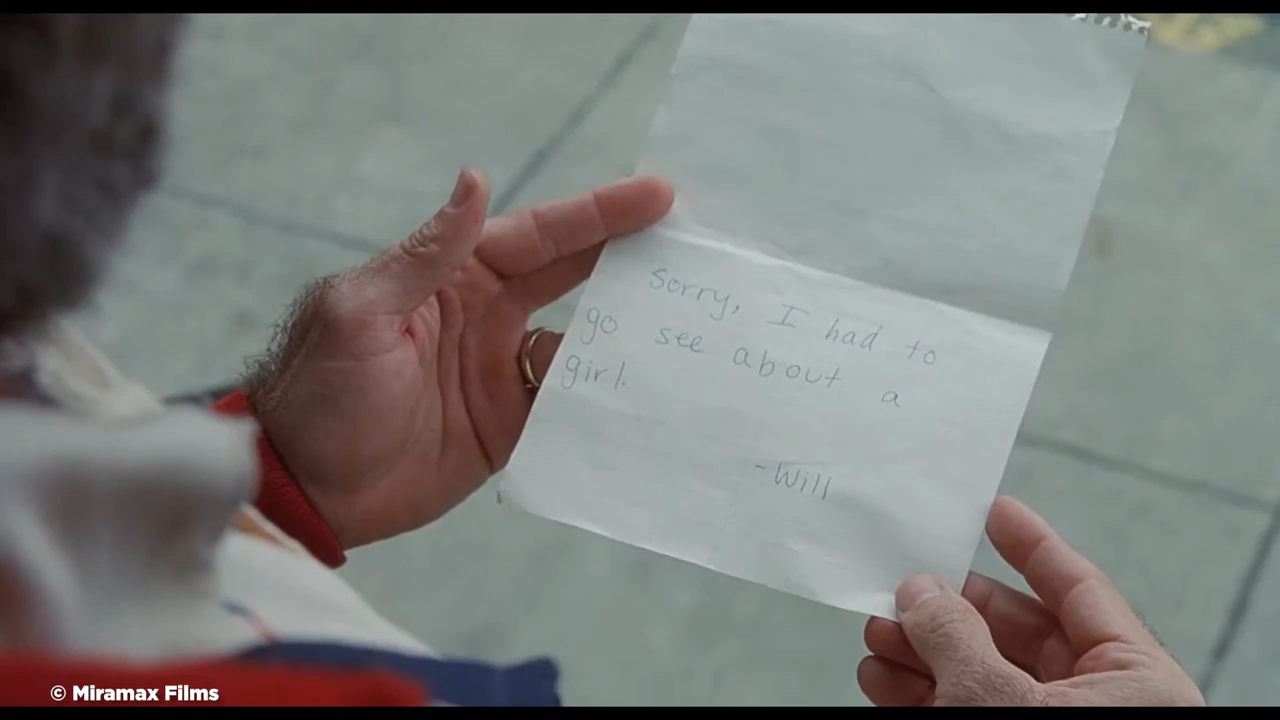 Sorry, I had to
go see about a
girl.
-Will
© Miramax Films